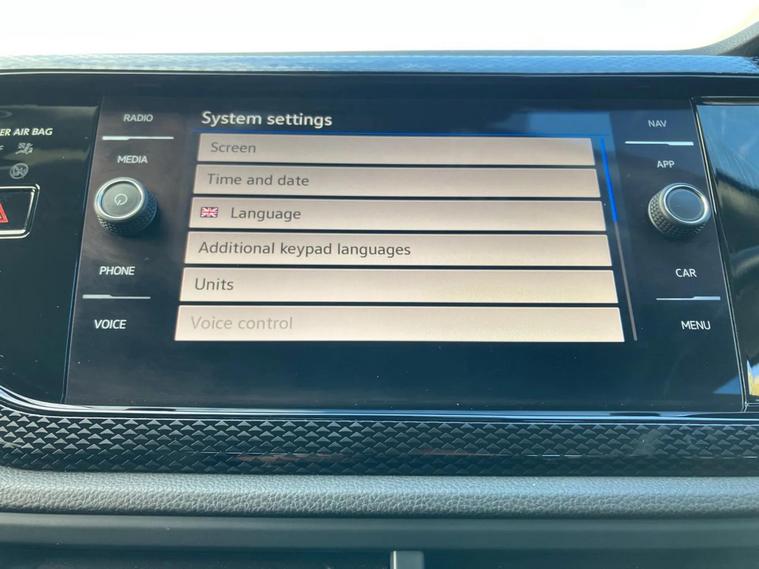 ER AIR BAG
RADIO
MEDIA
PHONE
VOICE
System settings
Screen
Time and date
Language
Additional keypad languages
Units
Voice control
NAV
APP
CAR
MENU